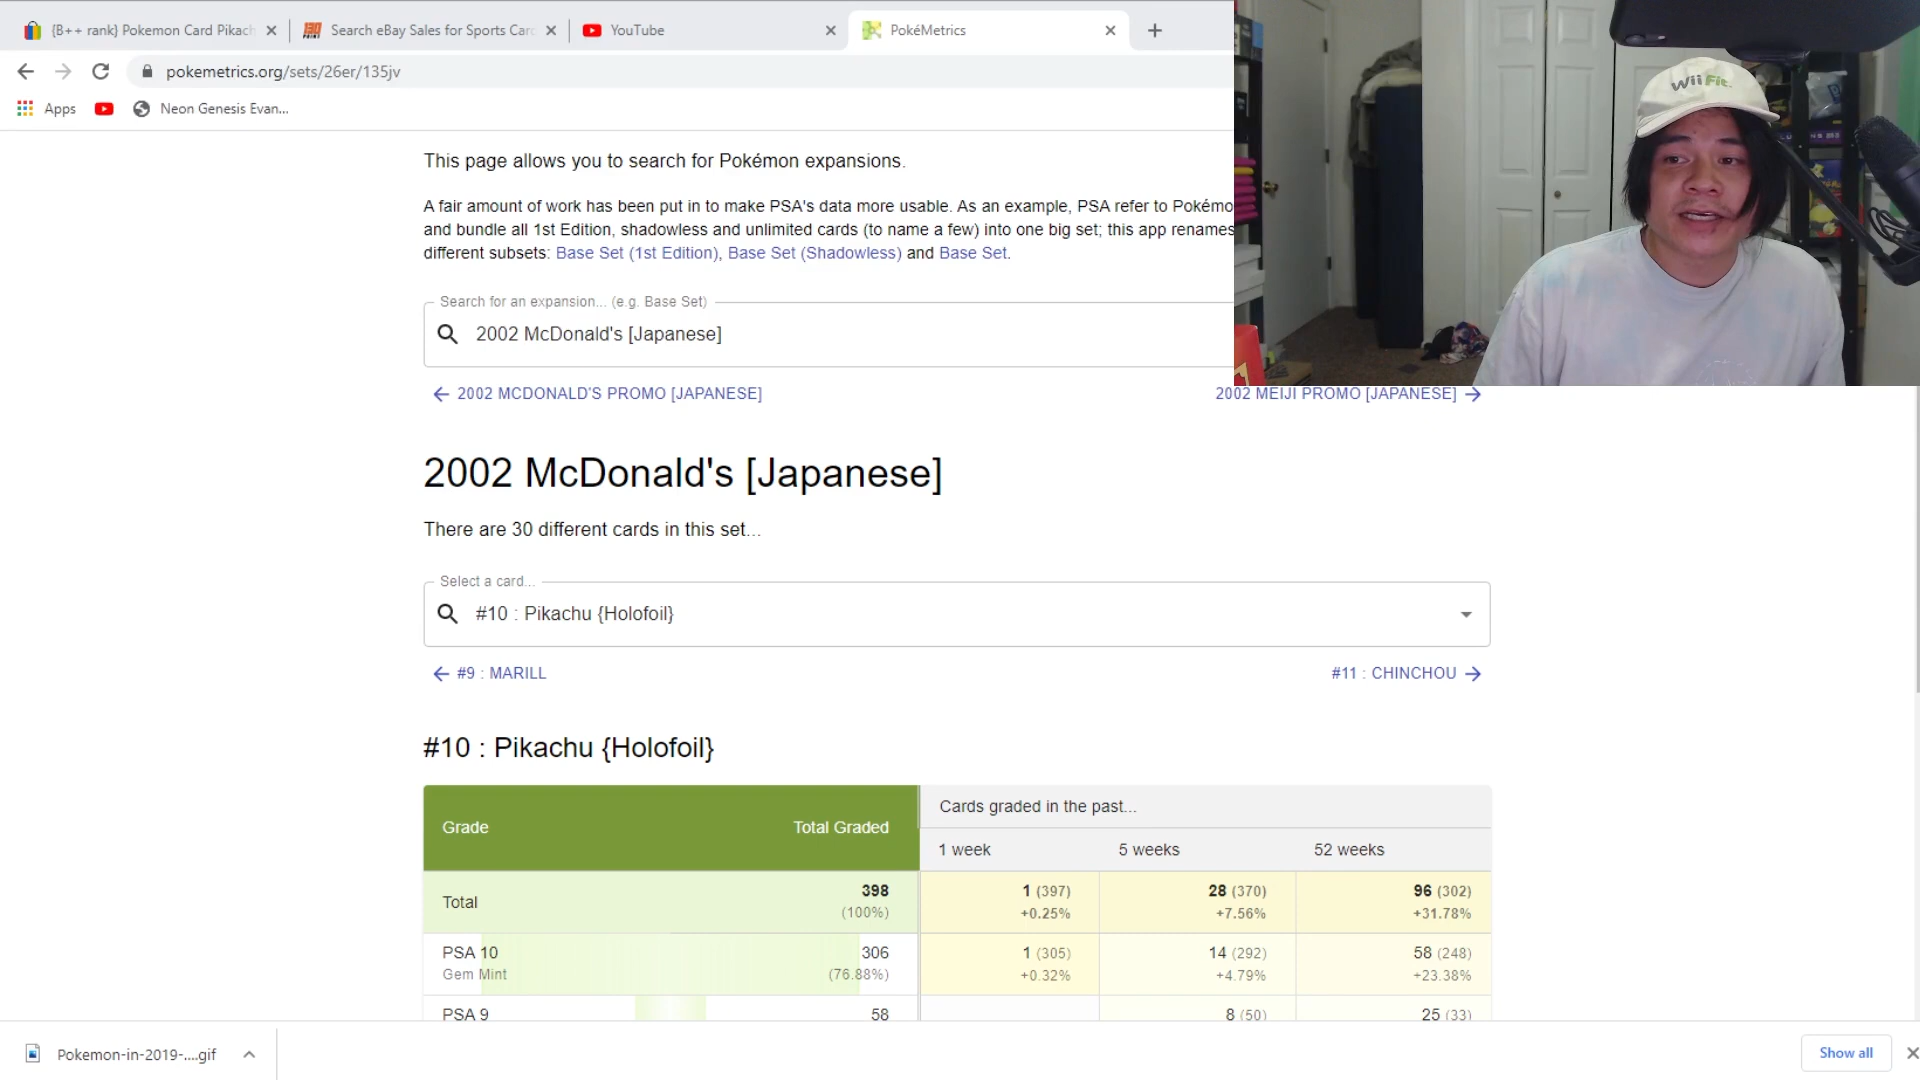 {B++ rank} Pokemon Card Pikach
Search eBay Sales for Sports Card
YouTube
PokéMetrics
pokemetrics.org/sets/26er/135jv
Apps
Neon Genesis Evan...
Wii Fit
This page allows you to search for Pokémon expansions.
A fair amount of work has been put in to make PSA's data more usable. As an example, PSA refer to Pokémo
and bundle all 1st Edition, shadowless and unlimited cards (to name a few) into one big set; this app renames
different subsets: Base Set (1st Edition), Base Set (Shadowless) and Base Set.
Search for an expansion... (e.g. Base Set)
2002 McDonald's [Japanese]
2002 MCDONALD'S PROMO [JAPANESE]
2002 MEIJI PROMO [JAPANESE]
2002 McDonald's [Japanese]
There are 30 different cards in this set...
Select a card...
#10 : Pikachu {Holofoil}
#9 : MARILL
#11 : CHINCHOU
#10 : Pikachu {Holofoil}
Grade Total Graded Cards graded in the past...
1 week 5 weeks 52 weeks
Total 398 1 (397) 28 (370) 96 (302)
(100%) +0.25% +7.56% +31.78%
PSA 10 306 1 (305) 14 (292) 58 (248)
Gem Mint (76.88%) +0.32% +4.79% +23.38%
PSA 9 58 8 (50) 25 (33)
Pokemon-in-2019-....gif
Show all